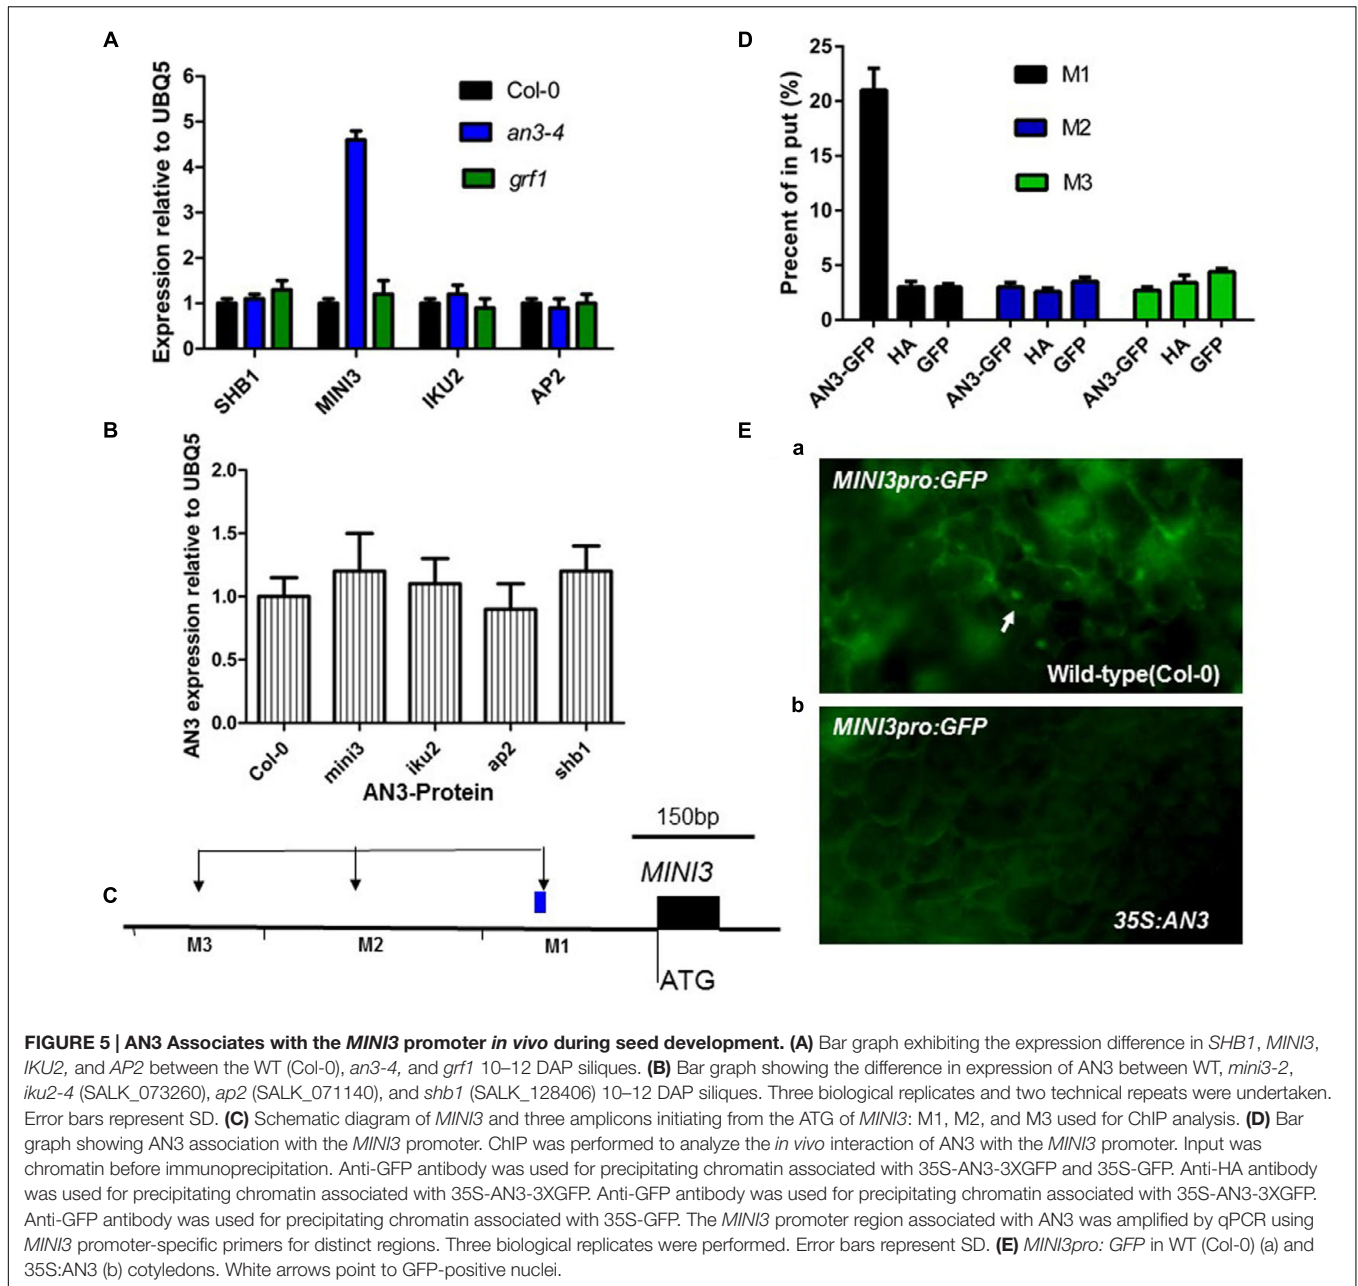 A
Expression relative to UBQ5
6
5
4
3
2
1
0
Col-0
an3-4
grf1
SHB1
MINI3
IKU2
AP2
D
Precent of in put (%)
25
20
15
10
5
0
M1
M2
M3
AN3-GFP
HA
GFP
AN3-GFP
HA
GFP
AN3-GFP
HA
GFP
B
AN3 expression relative to UBQ5
2.0
1.5
1.0
0.5
0.0
Col-0
mini3
iku2
ap2
shb1
AN3-Protein
E
a
MINI3pro:GFP
Wild-type(Col-0)
b
MINI3pro:GFP
35S:AN3
C
150bp
MINI3
M3
M2
M1
ATG
FIGURE 5 | AN3 Associates with the MINI3 promoter in vivo during seed development. (A) Bar graph exhibiting the expression difference in SHB1, MINI3,
IKU2, and AP2 between the WT (Col-0), an3-4, and grf1 10–12 DAP siliques. (B) Bar graph showing the difference in expression of AN3 between WT, mini3-2,
iku2-4 (SALK_073260), ap2 (SALK_071140), and shb1 (SALK_128406) 10–12 DAP siliques. Three biological replicates and two technical repeats were undertaken.
Error bars represent SD. (C) Schematic diagram of MINI3 and three amplicons initiating from the ATG of MINI3: M1, M2, and M3 used for ChIP analysis. (D) Bar
graph showing AN3 association with the MINI3 promoter. ChIP was performed to analyze the in vivo interaction of AN3 with the MINI3 promoter. Input was
chromatin before immunoprecipitation. Anti-GFP antibody was used for precipitating chromatin associated with 35S-AN3-3XGFP and 35S-GFP. Anti-HA antibody
was used for precipitating chromatin associated with 35S-AN3-3XGFP. Anti-GFP antibody was used for precipitating chromatin associated with 35S-AN3-3XGFP.
Anti-GFP antibody was used for precipitating chromatin associated with 35S-GFP. The MINI3 promoter region associated with AN3 was amplified by qPCR using
MINI3 promoter-specific primers for distinct regions. Three biological replicates were performed. Error bars represent SD. (E) MINI3pro: GFP in WT (Col-0) (a) and
35S:AN3 (b) cotyledons. White arrows point to GFP-positive nuclei.